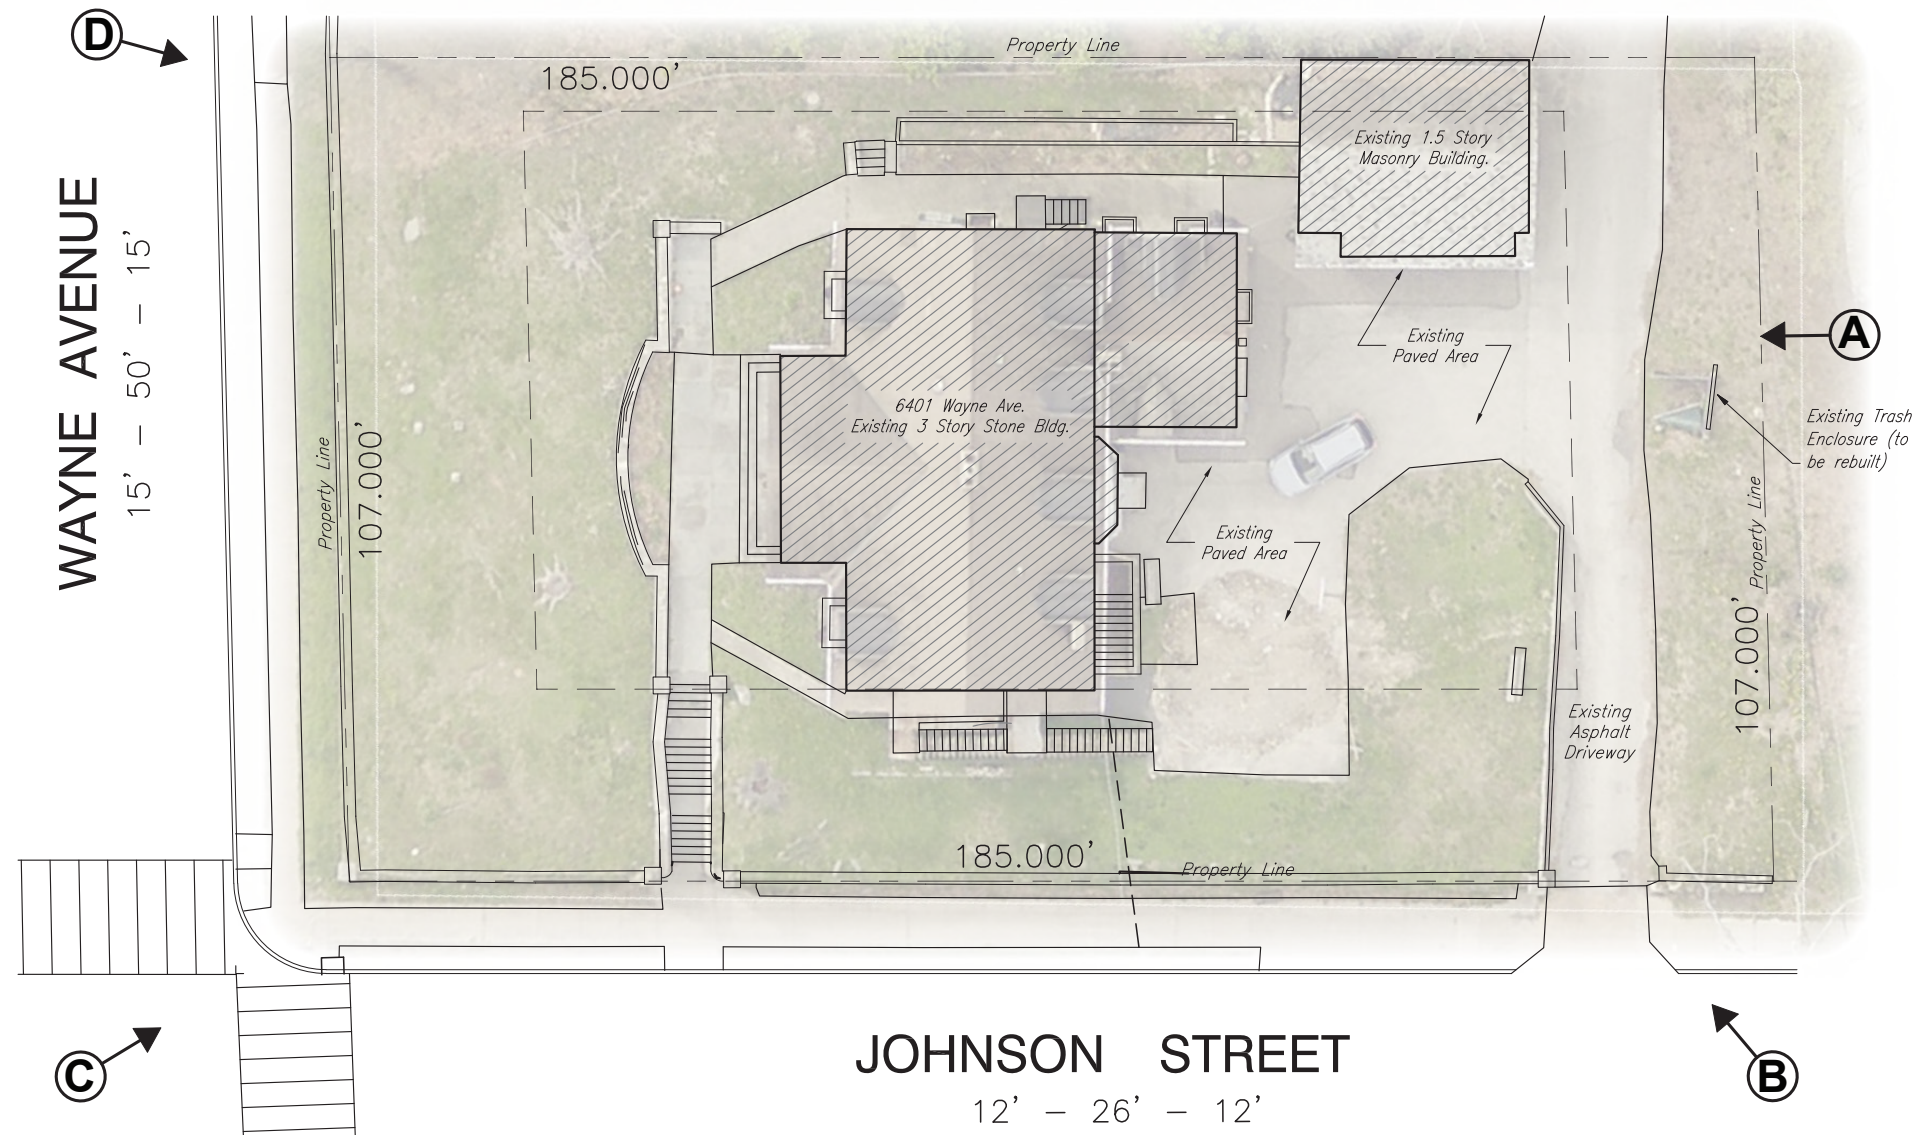 D
Property Line
185.000'
Existing 1.5 Story
Masonry Building.
WAYNE AVENUE
15' – 50' – 15'
A
Existing
Paved Area
6401 Wayne Ave.
Existing 3 Story Stone Bldg.
Existing Trash
Enclosure (to
be rebuilt)
Property Line
107.000'
Property Line
107.000'
Existing
Paved Area
Existing
Asphalt
Driveway
185.000'
Property Line
C
JOHNSON STREET
12' – 26' – 12'
B